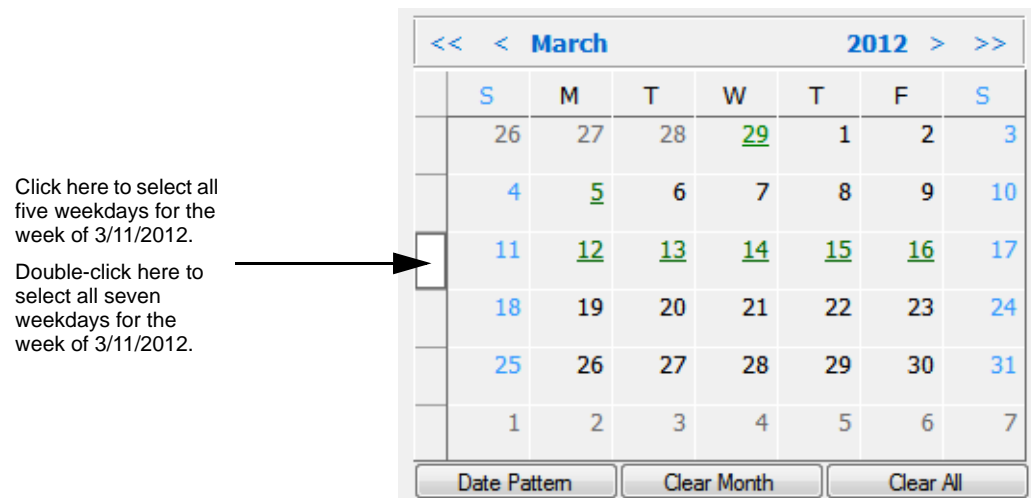 << < March 2012 > >>
S M T W T F S
26 27 28 29 1 2 3
4 5 6 7 8 9 10
11 12 13 14 15 16 17
18 19 20 21 22 23 24
25 26 27 28 29 30 31
1 2 3 4 5 6 7
Date Pattern Clear Month Clear All
Click here to select all
five weekdays for the
week of 3/11/2012.
Double-click here to
select all seven
weekdays for the
week of 3/11/2012.